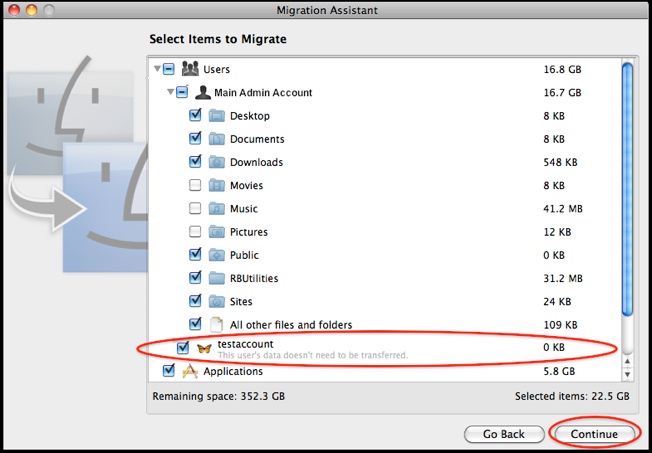 Migration Assistant
Select Items to Migrate
Users 16.8 GB
Main Admin Account 16.7 GB
Desktop 8 KB
Documents 8 KB
Downloads 548 KB
Movies 8 KB
Music 41.2 MB
Pictures 12 KB
Public 0 KB
RBUtilities 31.2 MB
Sites 24 KB
All other files and folders 109 KB
testaccount 0 KB
This user's data doesn't need to be transferred.
Applications 5.8 GB
Remaining space: 352.3 GB Selected items: 22.5 GB
Go Back Continue